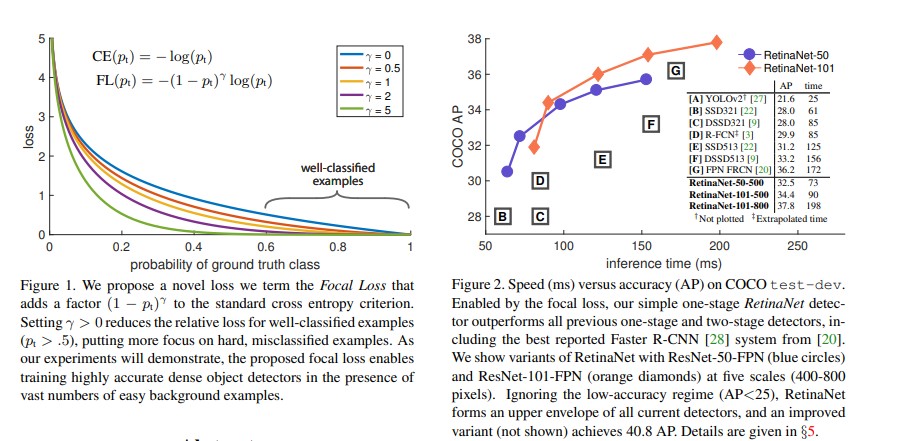 5
4
3
2
1
0
loss
0 0.2 0.4 0.6 0.8 1
probability of ground truth class
CE(pt) = − log(pt)
FL(pt) = −(1 − pt)γ log(pt)
γ = 0
γ = 0.5
γ = 1
γ = 2
γ = 5
well-classified
examples
Figure 1. We propose a novel loss we term the Focal Loss that
adds a factor (1 − pt)γ to the standard cross entropy criterion.
Setting γ > 0 reduces the relative loss for well-classified examples
(pt > .5), putting more focus on hard, misclassified examples. As
our experiments will demonstrate, the proposed focal loss enables
training highly accurate dense object detectors in the presence of
vast numbers of easy background examples.
38
36
34
32
30
28
COCO AP
50 100 150 200 250
inference time (ms)
B
C
D
E
F
G
RetinaNet-50
RetinaNet-101
AP time
[A] YOLOv2† [27] 21.6 25
[B] SSD321 [22] 28.0 61
[C] DSSD321 [9] 28.0 85
[D] R-FCN‡ [3] 29.9 85
[E] SSD513 [22] 31.2 125
[F] DSSD513 [9] 33.2 156
[G] FPN FRCN [20] 36.2 172
RetinaNet-50-500 32.5 73
RetinaNet-101-500 34.4 90
RetinaNet-101-800 37.8 198
†Not plotted ‡Extrapolated time
Figure 2. Speed (ms) versus accuracy (AP) on COCO test-dev.
Enabled by the focal loss, our simple one-stage RetinaNet detec-
tor outperforms all previous one-stage and two-stage detectors, in-
cluding the best reported Faster R-CNN [28] system from [20].
We show variants of RetinaNet with ResNet-50-FPN (blue circles)
and ResNet-101-FPN (orange diamonds) at five scales (400-800
pixels). Ignoring the low-accuracy regime (AP<25), RetinaNet
forms an upper envelope of all current detectors, and an improved
variant (not shown) achieves 40.8 AP. Details are given in §5.